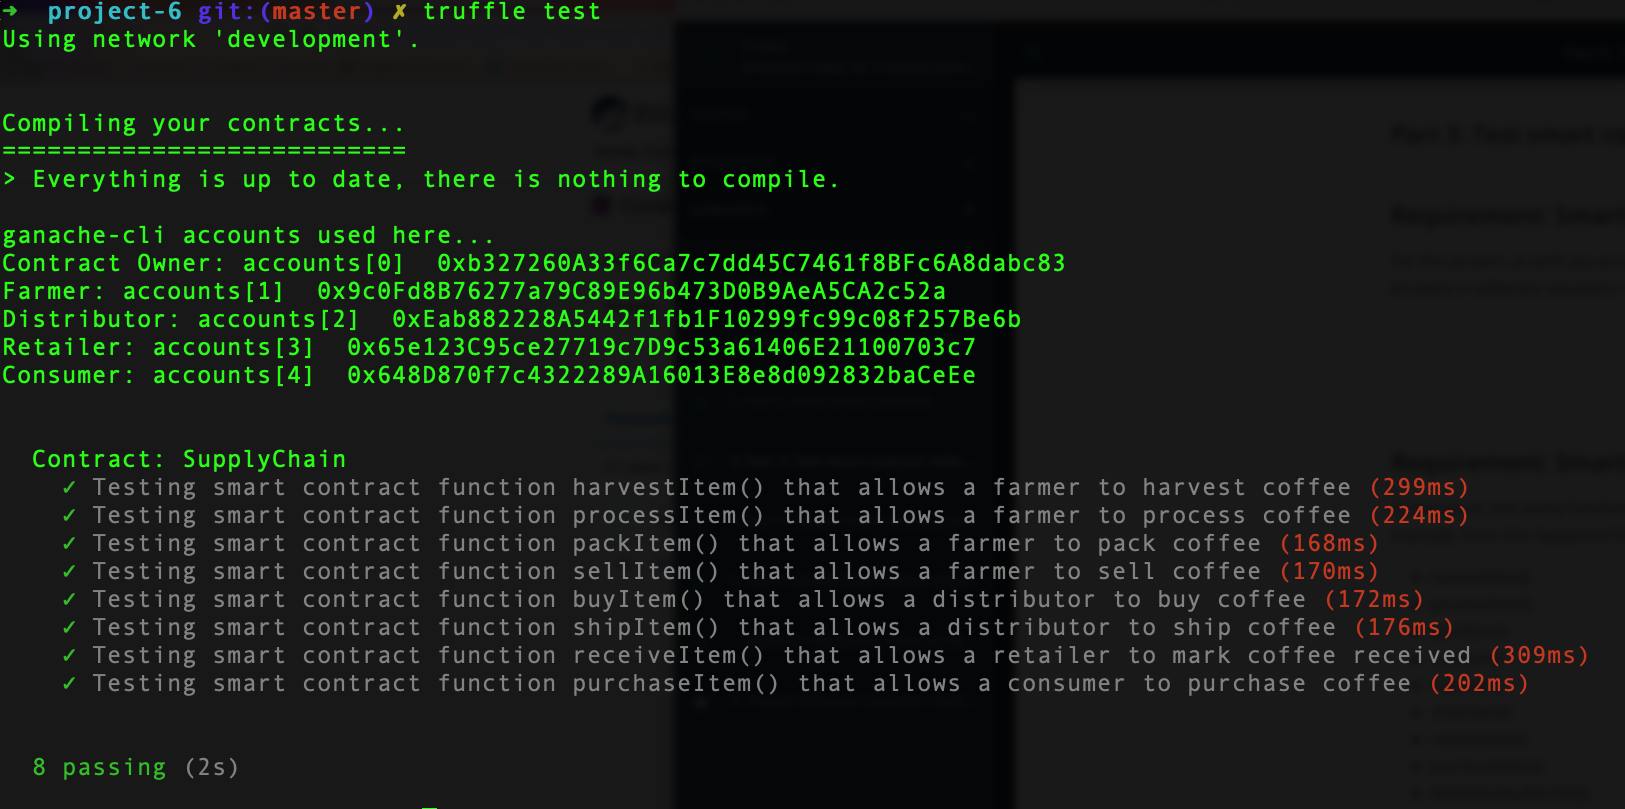 → project-6 git:(master) ✗ truffle test
Using network 'development'.
Compiling your contracts...
===========================
> Everything is up to date, there is nothing to compile.
ganache-cli accounts used here...
Contract Owner: accounts[0] 0xb327260A33f6Ca7c7dd45C7461f8BFc6A8dabc83
Farmer: accounts[1] 0x9c0Fd8B76277a79C89E96b473D0B9AeA5CA2c52a
Distributor: accounts[2] 0xEab882228A5442f1fb1F10299fc99c08f257Be6b
Retailer: accounts[3] 0x65e123C95ce27719c7D9c53a61406E21100703c7
Consumer: accounts[4] 0x648D870f7c4322289A16013E8e8d092832baCeEe
Contract: SupplyChain
✓ Testing smart contract function harvestItem() that allows a farmer to harvest coffee (299ms)
✓ Testing smart contract function processItem() that allows a farmer to process coffee (224ms)
✓ Testing smart contract function packItem() that allows a farmer to pack coffee (168ms)
✓ Testing smart contract function sellItem() that allows a farmer to sell coffee (170ms)
✓ Testing smart contract function buyItem() that allows a distributor to buy coffee (172ms)
✓ Testing smart contract function shipItem() that allows a distributor to ship coffee (176ms)
✓ Testing smart contract function receiveItem() that allows a retailer to mark coffee received (309ms)
✓ Testing smart contract function purchaseItem() that allows a consumer to purchase coffee (202ms)
8 passing (2s)